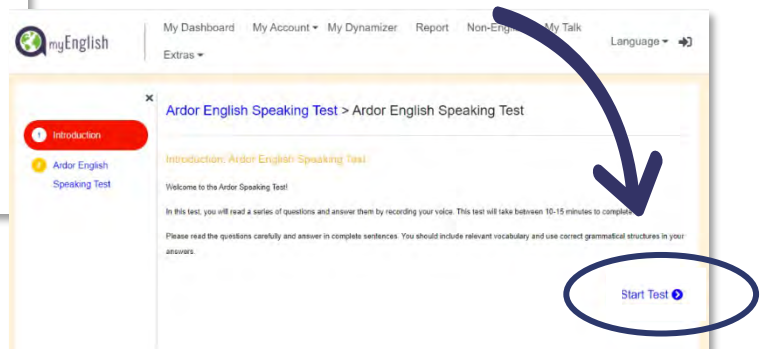 myEnglish
My Dashboard My Account My Dynamizer Report My Talk
Extras
Language
Ardor English Speaking Test > Ardor English Speaking Test
1 Introduction
Ardor English
Speaking Test
Introduction: Ardor English Speaking Test
Welcome to the Ardor Speaking Test!
In this test, you will read a series of questions and answer them by recording your voice. This test will take between 10-15 minutes to complete
Please read the questions carefully and answer in complete sentences. You should include relevant vocabulary and use correct grammatical structures in your
answers.
Start Test